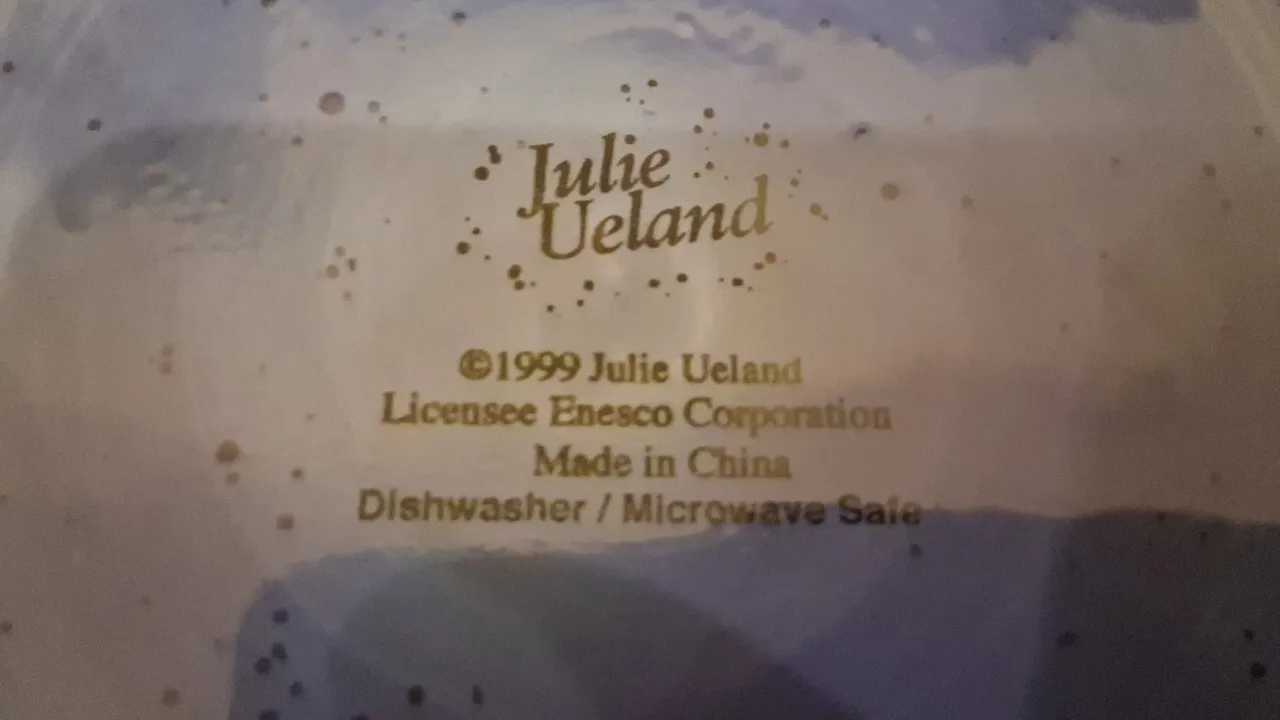 Julie
Ueland
©1999 Julie Ueland
Licensee Enesco Corporation
Made in China
Dishwasher / Microwave Safe